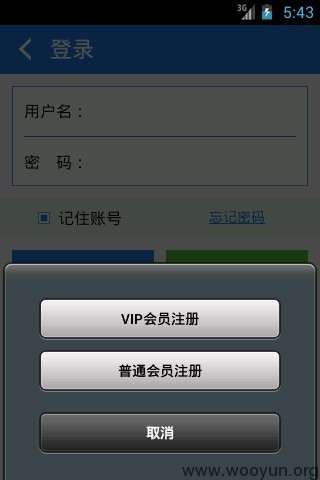 3G 5:43
登录
用户名：
密 码：
记住账号 忘记密码
VIP会员注册
普通会员注册
取消
www.wooyun.org